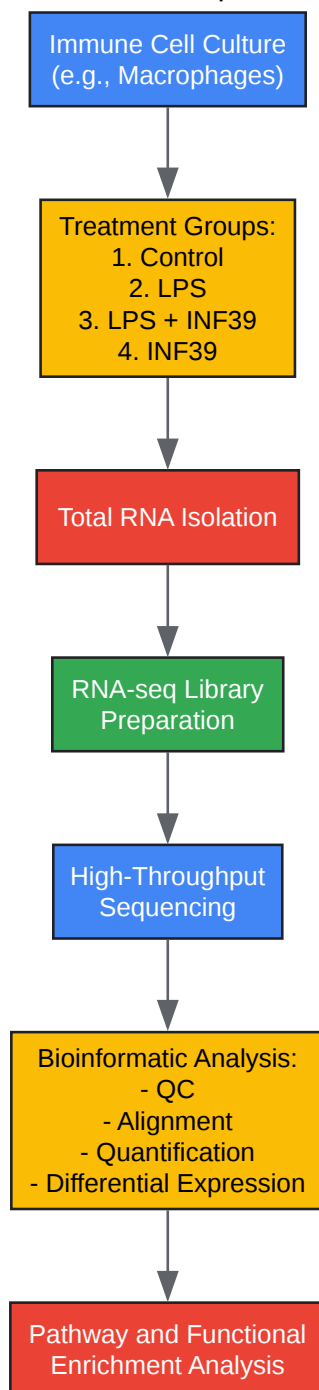 Immune Cell Culture
(e.g., Macrophages)
Treatment Groups:
1. Control
2. LPS
3. LPS + INF39
4. INF39
Total RNA Isolation
RNA-seq Library
Preparation
High-Throughput
Sequencing
Bioinformatic Analysis:
- QC
- Alignment
- Quantification
- Differential Expression
Pathway and Functional
Enrichment Analysis